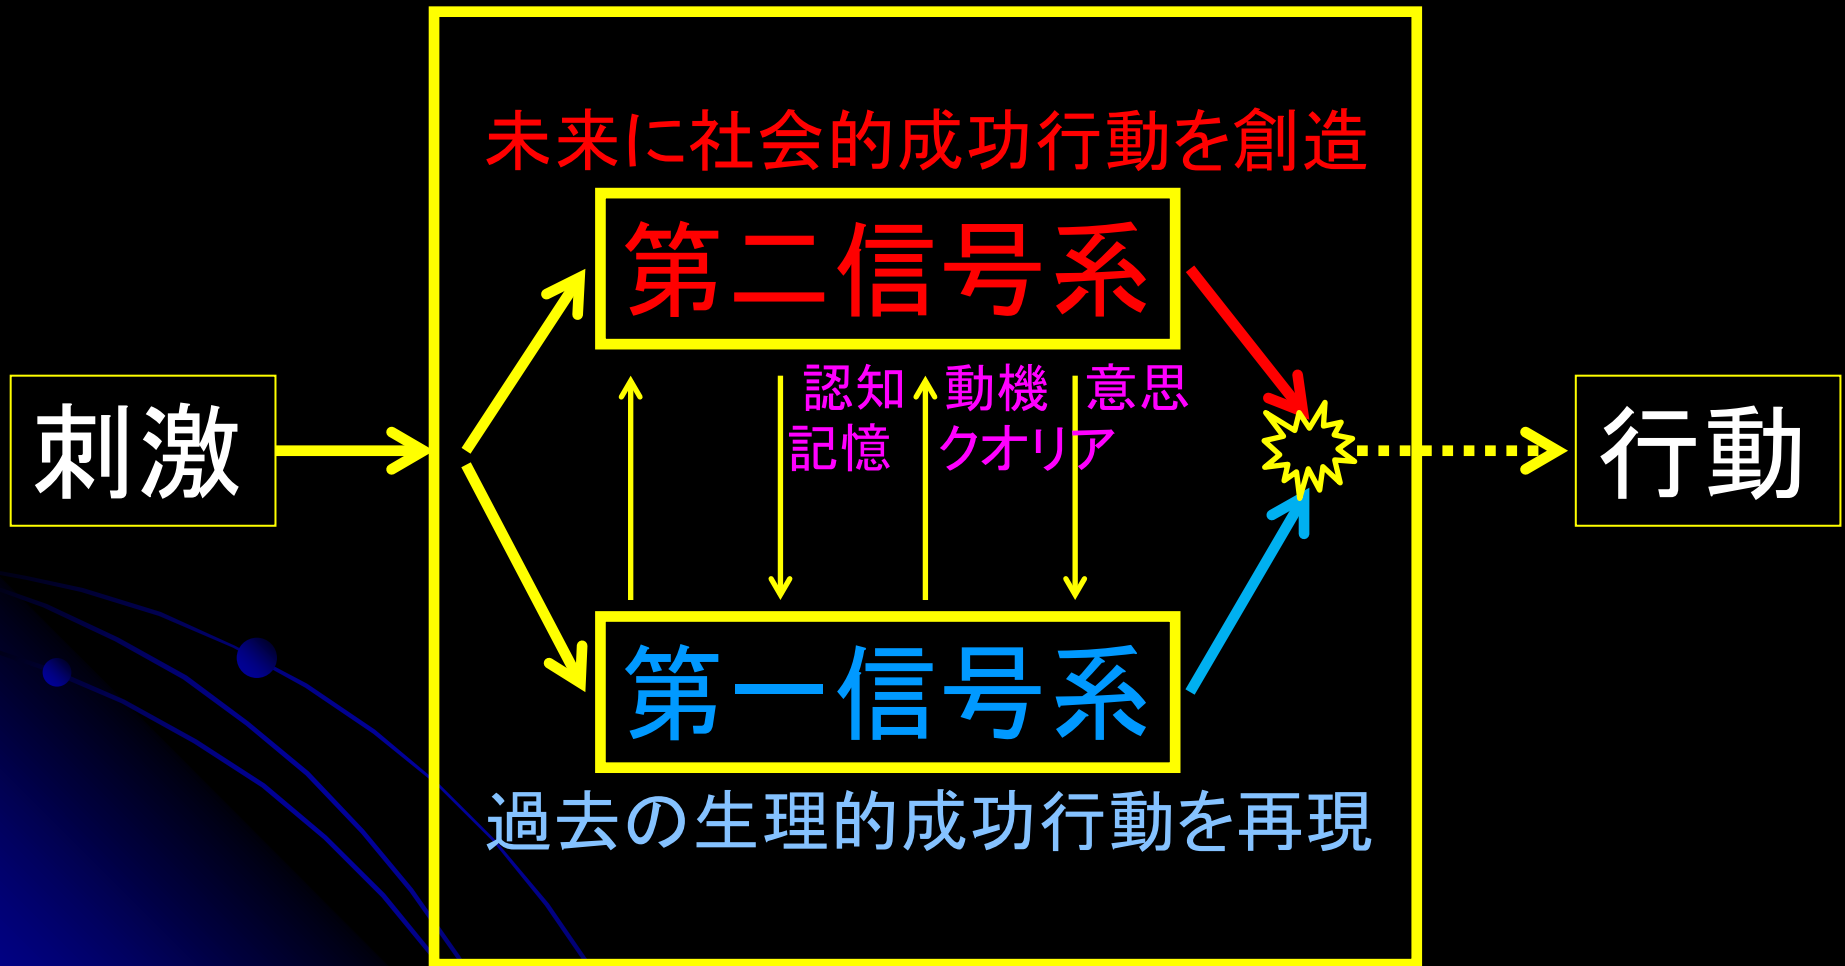 未来に社会的成功行動を創造
第二信号系
認知 動機 意思
記憶 クオリア
刺激
行動
第一信号系
過去の生理的成功行動を再現